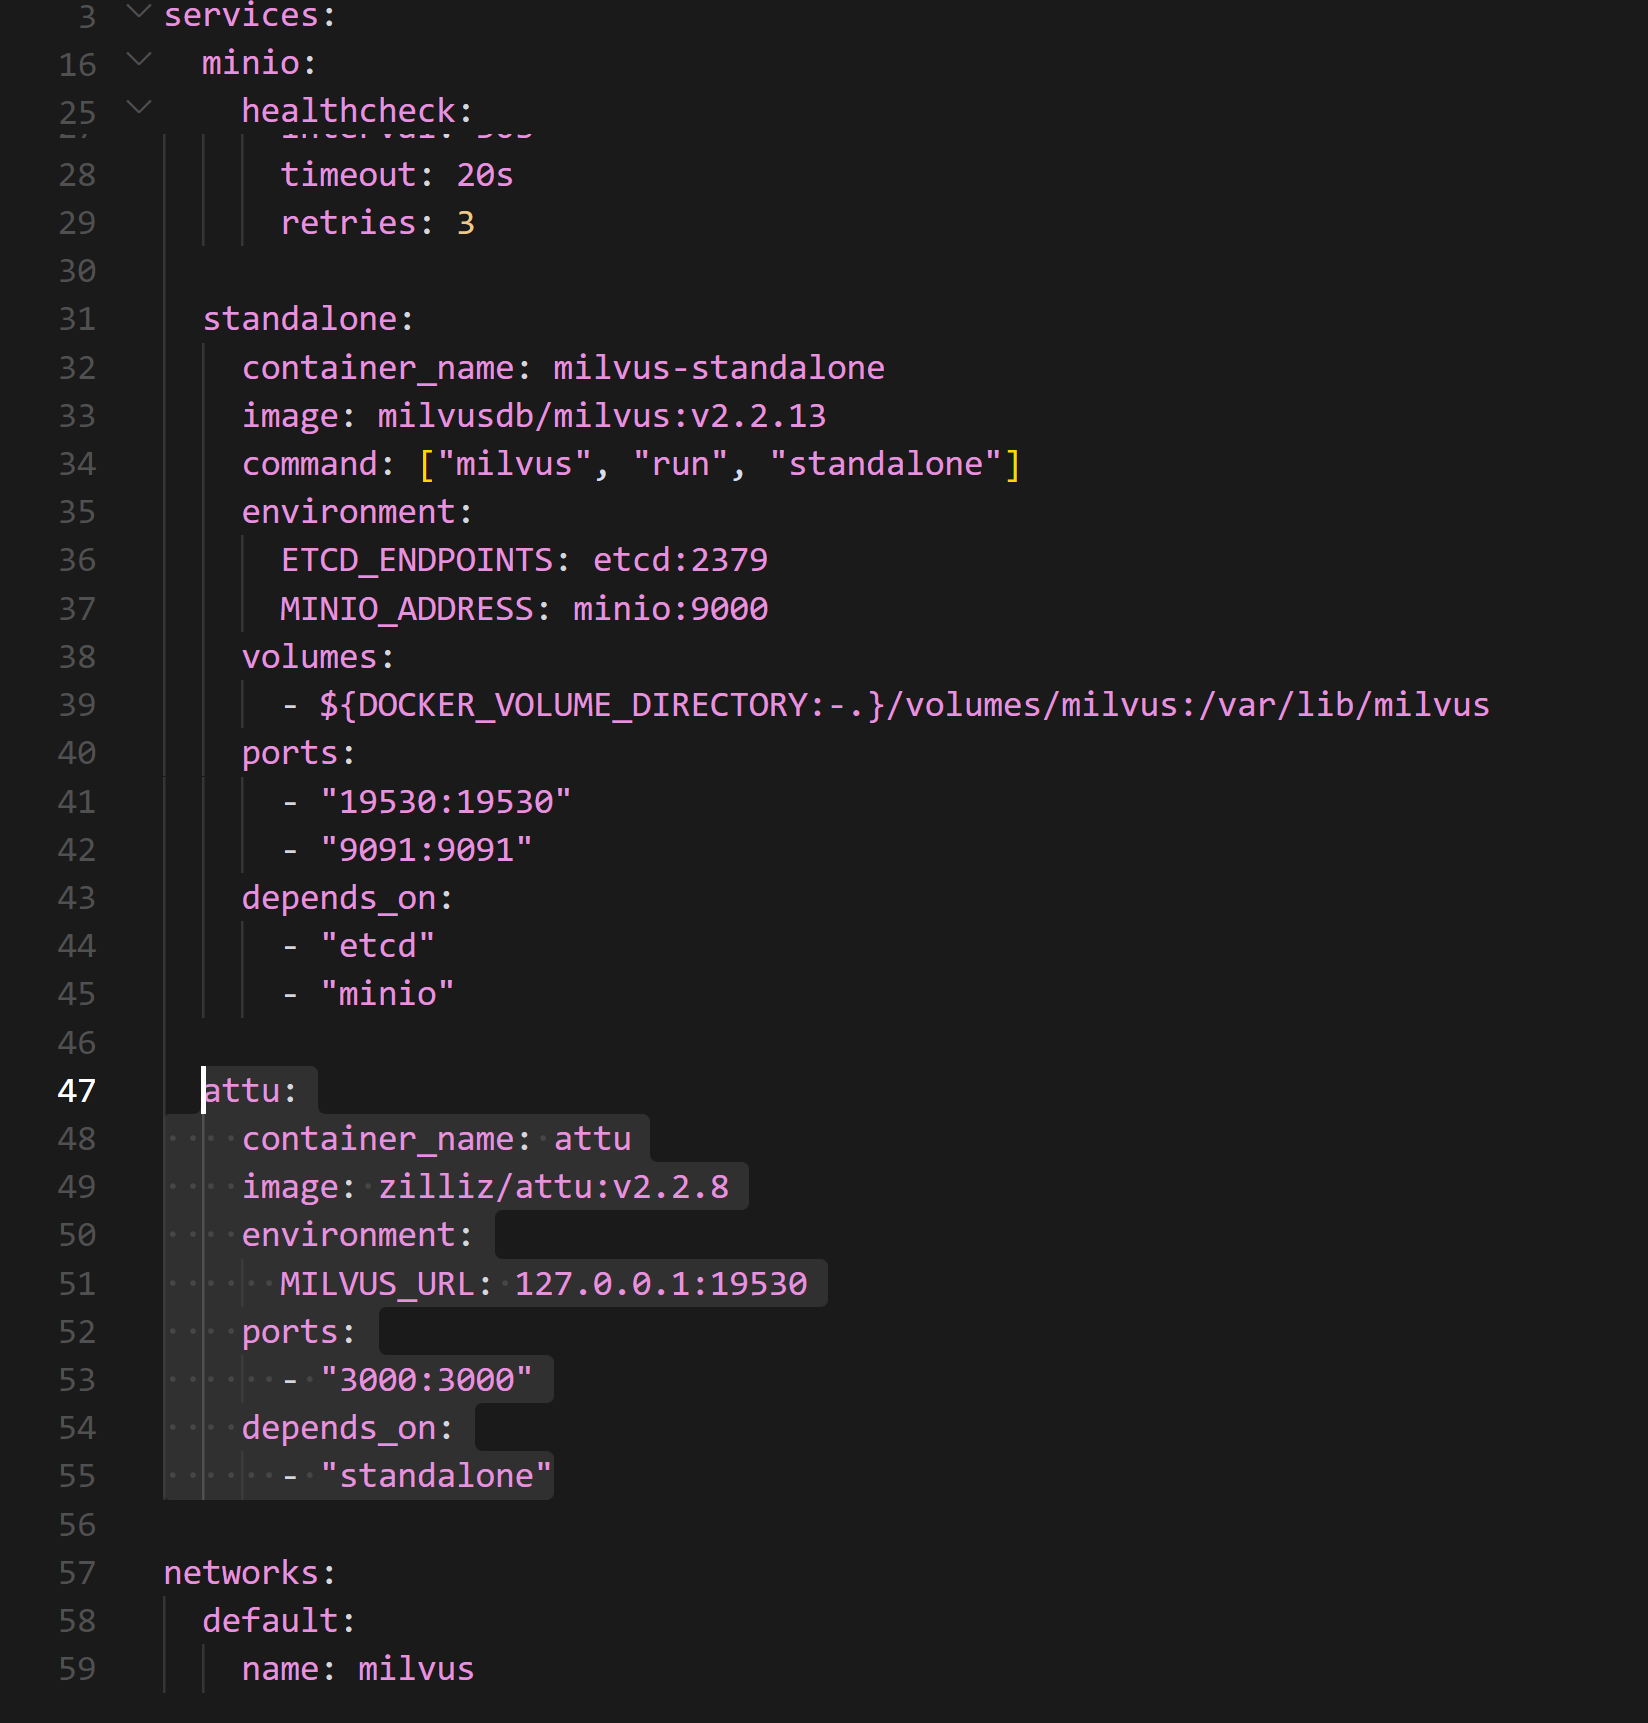 3 services:
16 minio:
25 healthcheck:
28 timeout: 20s
29 retries: 3
30
31 standalone:
32 container_name: milvus-standalone
33 image: milvusdb/milvus:v2.2.13
34 command: ["milvus", "run", "standalone"]
35 environment:
36 ETCD_ENDPOINTS: etcd:2379
37 MINIO_ADDRESS: minio:9000
38 volumes:
39 - ${DOCKER_VOLUME_DIRECTORY:-.}/volumes/milvus:/var/lib/milvus
40 ports:
41 - "19530:19530"
42 - "9091:9091"
43 depends_on:
44 - "etcd"
45 - "minio"
46
47 attu:
48 container_name: attu
49 image: zilliz/attu:v2.2.8
50 environment:
51 MILVUS_URL: 127.0.0.1:19530
52 ports:
53 - "3000:3000"
54 depends_on:
55 - "standalone"
56
57 networks:
58 default:
59 name: milvus